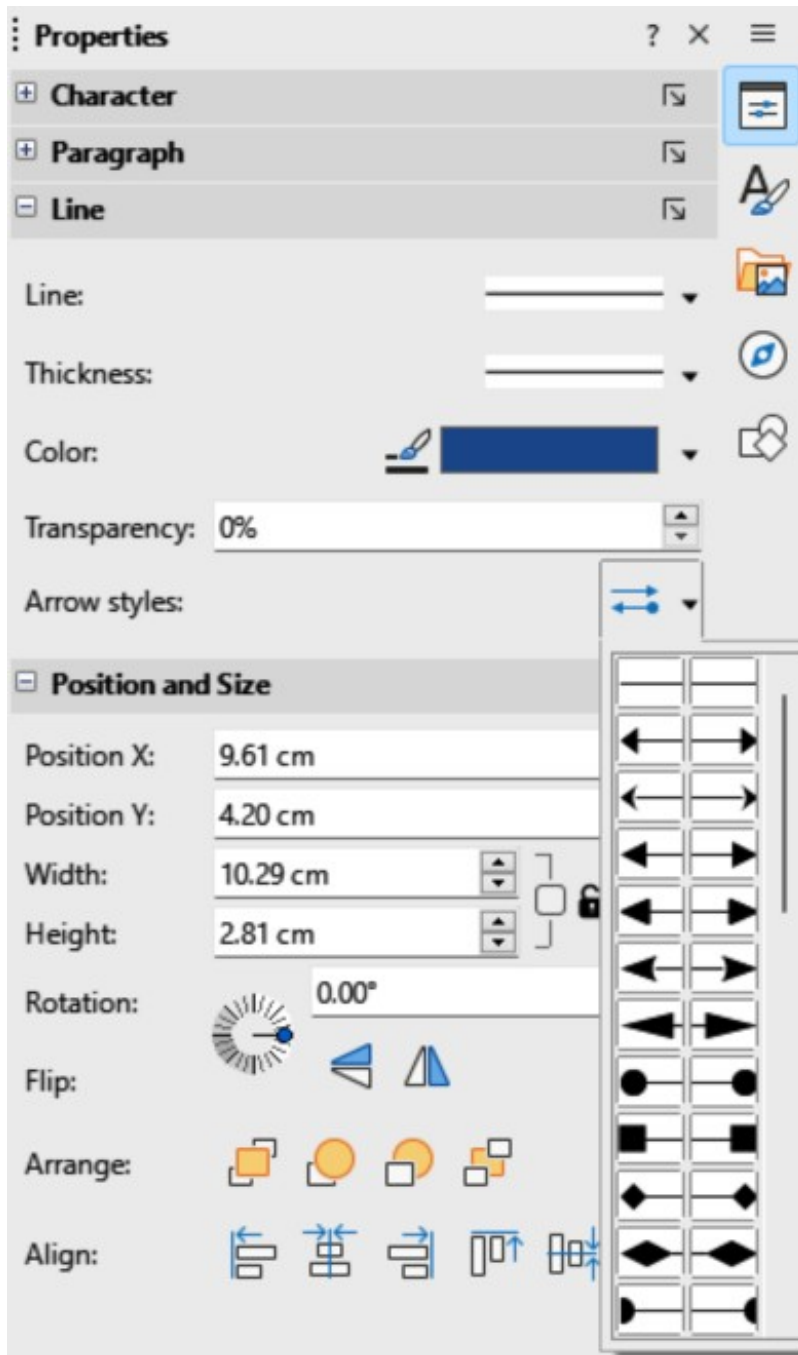 Properties ?
Character
Paragraph
Line
Line:
Thickness:
Color:
Transparency: 0%
Arrow styles:
Position and Size
Position X: 9.61 cm
Position Y: 4.20 cm
Width: 10.29 cm
Height: 2.81 cm
Rotation: 0.00°
Flip:
Arrange:
Align: